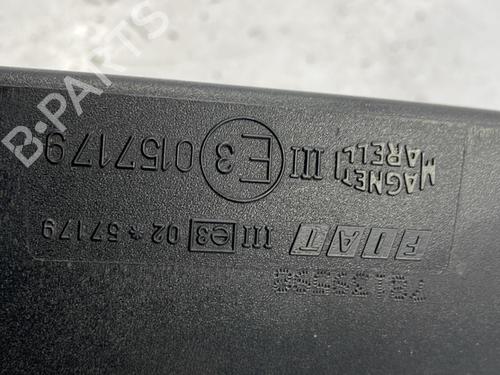 FIAT III e3 02*57179
MAGNETI
MARELLI III E3 0157179
B-PARTS